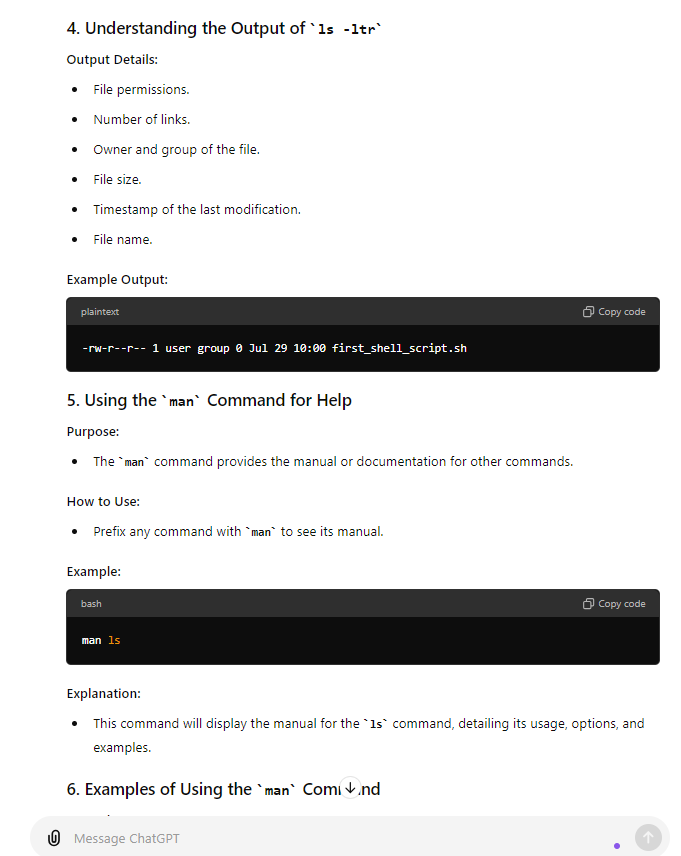 4. Understanding the Output of `ls -ltr`
Output Details:
• File permissions.
• Number of links.
• Owner and group of the file.
• File size.
• Timestamp of the last modification.
• File name.
Example Output:
plaintext
Copy code
-rw-r--r-- 1 user group 0 Jul 29 10:00 first_shell_script.sh
5. Using the `man` Command for Help
Purpose:
• The `man` command provides the manual or documentation for other commands.
How to Use:
• Prefix any command with `man` to see its manual.
Example:
bash
Copy code
man ls
Explanation:
• This command will display the manual for the `ls` command, detailing its usage, options, and
examples.
6. Examples of Using the `man`
Message ChatGPT